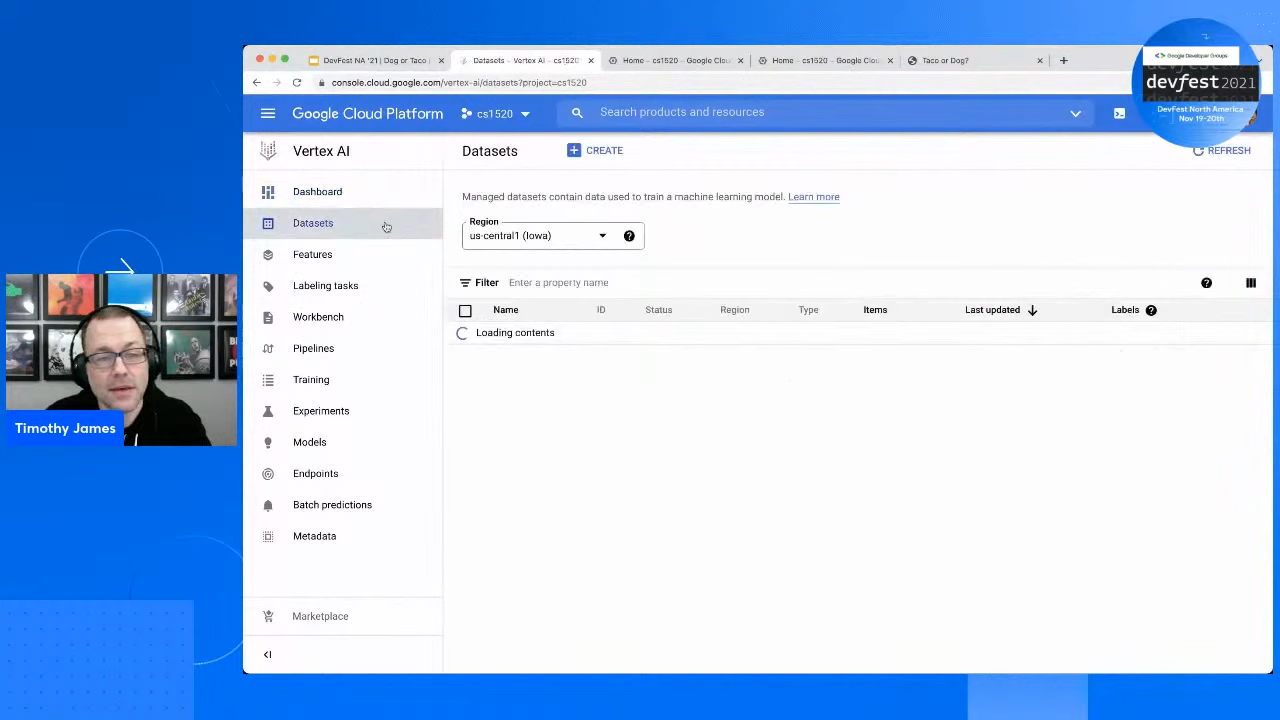 DevFest NA '21 | Dog or Taco
Datasets – Vertex AI – cs1520
Home – cs1520 – Google Clou
Home – cs1520 – Google Clou
Taco or Dog?
console.cloud.google.com/vertex-ai/datasets?project=cs1520
Google Cloud Platform
cs1520
Search products and resources
Google Developer Groups
devfest2021
DevFest North America
Nov 19-20th
Vertex AI
Datasets
CREATE
REFRESH
Dashboard
Datasets
Features
Labeling tasks
Workbench
Pipelines
Training
Experiments
Models
Endpoints
Batch predictions
Metadata
Marketplace
Managed datasets contain data used to train a machine learning model. Learn more
Region
us-central1 (Iowa)
Filter
Enter a property name
Name
ID
Status
Region
Type
Items
Last updated
Labels
Loading contents
Timothy James